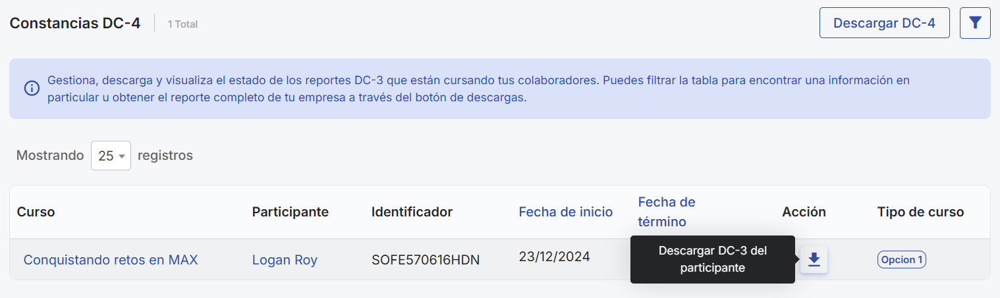 Constancias DC-4
1 Total
Descargar DC-4
Gestiona, descarga y visualiza el estado de los reportes DC-3 que están cursando tus colaboradores. Puedes filtrar la tabla para encontrar una información en
particular u obtener el reporte completo de tu empresa a través del botón de descargas.
Mostrando 25 registros
Curso
Participante
Identificador
Fecha de inicio
Fecha de
término
Acción
Tipo de curso
Conquistando retos en MAX
Logan Roy
SOFE570616HDN
23/12/2024
Descargar DC-3 del
participante
Opcion 1